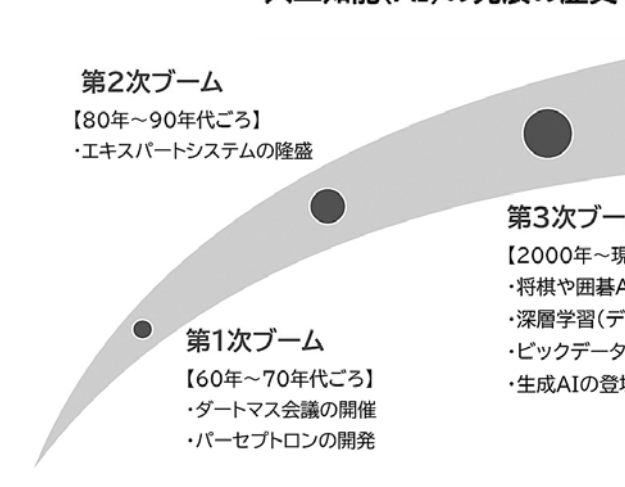 第2次ブーム
【80年～90年代ごろ】
・エキスパートシステムの隆盛
第1次ブーム
【60年～70年代ごろ】
・ダートマス会議の開催
・パーセプトロンの開発
第3次ブー
【2000年～現
・将棋や囲碁A
・深層学習(デ
・ビックデータ
・生成AIの登